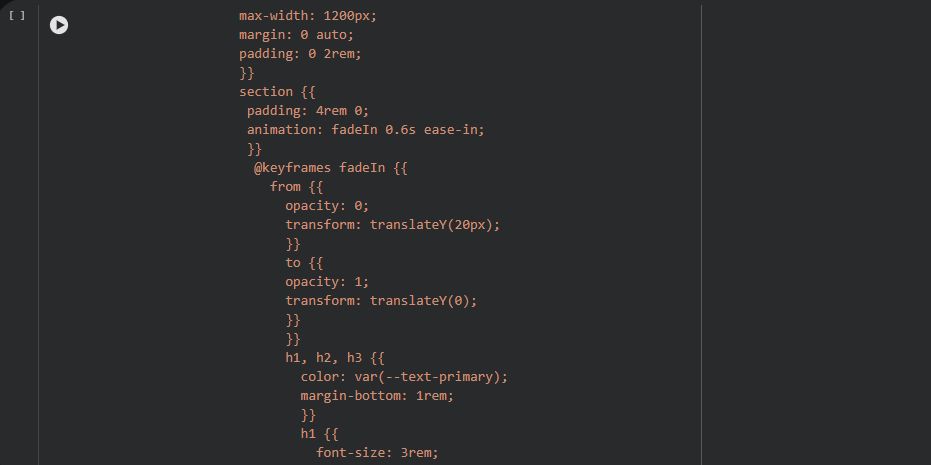 [ ]
max-width: 1200px;
margin: 0 auto;
padding: 0 2rem;
}}
section {{
padding: 4rem 0;
animation: fadeIn 0.6s ease-in;
}}
@keyframes fadeIn {{
from {{
opacity: 0;
transform: translateY(20px);
}}
to {{
opacity: 1;
transform: translateY(0);
}}
}}
h1, h2, h3 {{
color: var(--text-primary);
margin-bottom: 1rem;
}}
h1 {{
font-size: 3rem;